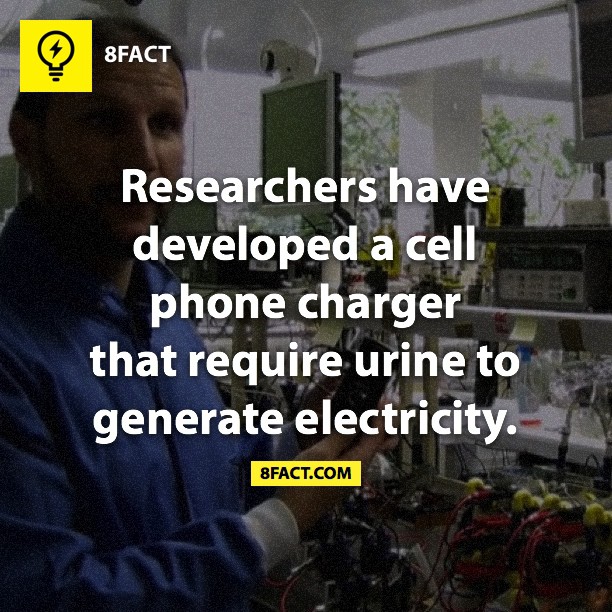 8FACT
Researchers have
developed a cell
phone charger
that require urine to
generate electricity.
8FACT.COM